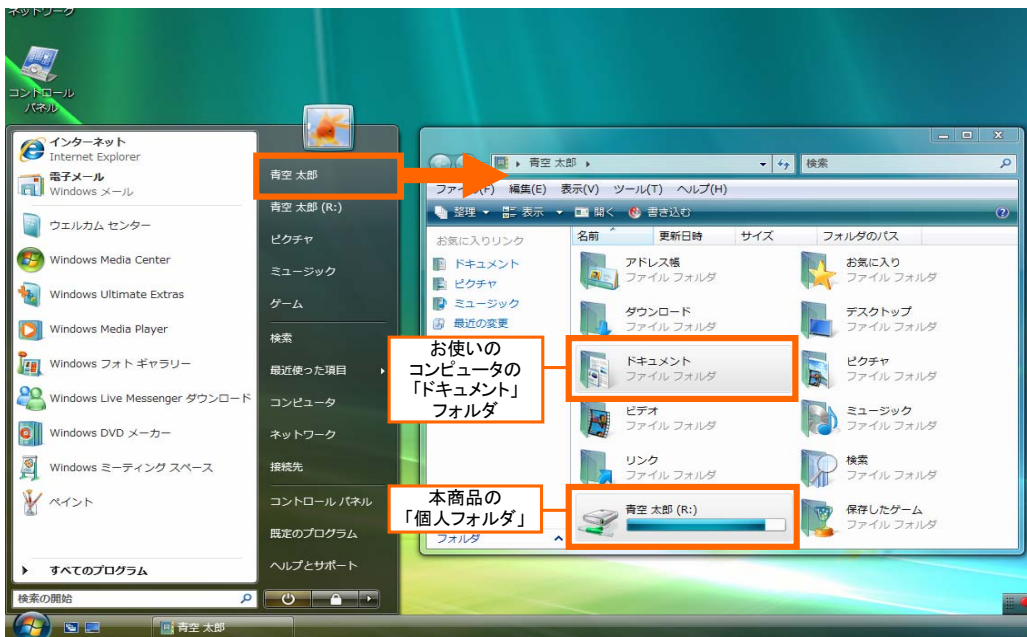 ネットワーク
コントロール
パネル
インターネット
Internet Explorer
電子メール
Windows メール
ウエルカム センター
Windows Media Center
Windows Ultimate Extras
Windows Media Player
Windows フォト ギャラリー
Windows Live Messenger ダウンロード
Windows DVD メーカー
Windows ミーティング スペース
ペイント
すべてのプログラム
検索の開始
青空 太郎
青空 太郎 (R:)
ピクチャ
ミュージック
ゲーム
検索
最近使った項目
コンピュータ
ネットワーク
接続先
コントロール パネル
既定のプログラム
ヘルプとサポート
青空 太郎
検索
ファイル(F) 編集(E) 表示(V) ツール(T) ヘルプ(H)
整理 表示 開く 書き込む
お気に入りリンク
ドキュメント
ピクチャ
ミュージック
最近の変更
フォルダ
名前 更新日時 サイズ フォルダのパス
アドレス帳
ファイル フォルダ
お気に入り
ファイル フォルダ
ダウンロード
ファイル フォルダ
デスクトップ
ファイル フォルダ
ドキュメント
ファイル フォルダ
ピクチャ
ファイル フォルダ
ビデオ
ファイル フォルダ
ミュージック
ファイル フォルダ
リンク
ファイル フォルダ
検索
ファイル フォルダ
青空 太郎 (R:)
保存したゲーム
ファイル フォルダ
お使いの
コンピュータの
「ドキュメント」
フォルダ
本商品の
「個人フォルダ」
青空 太郎